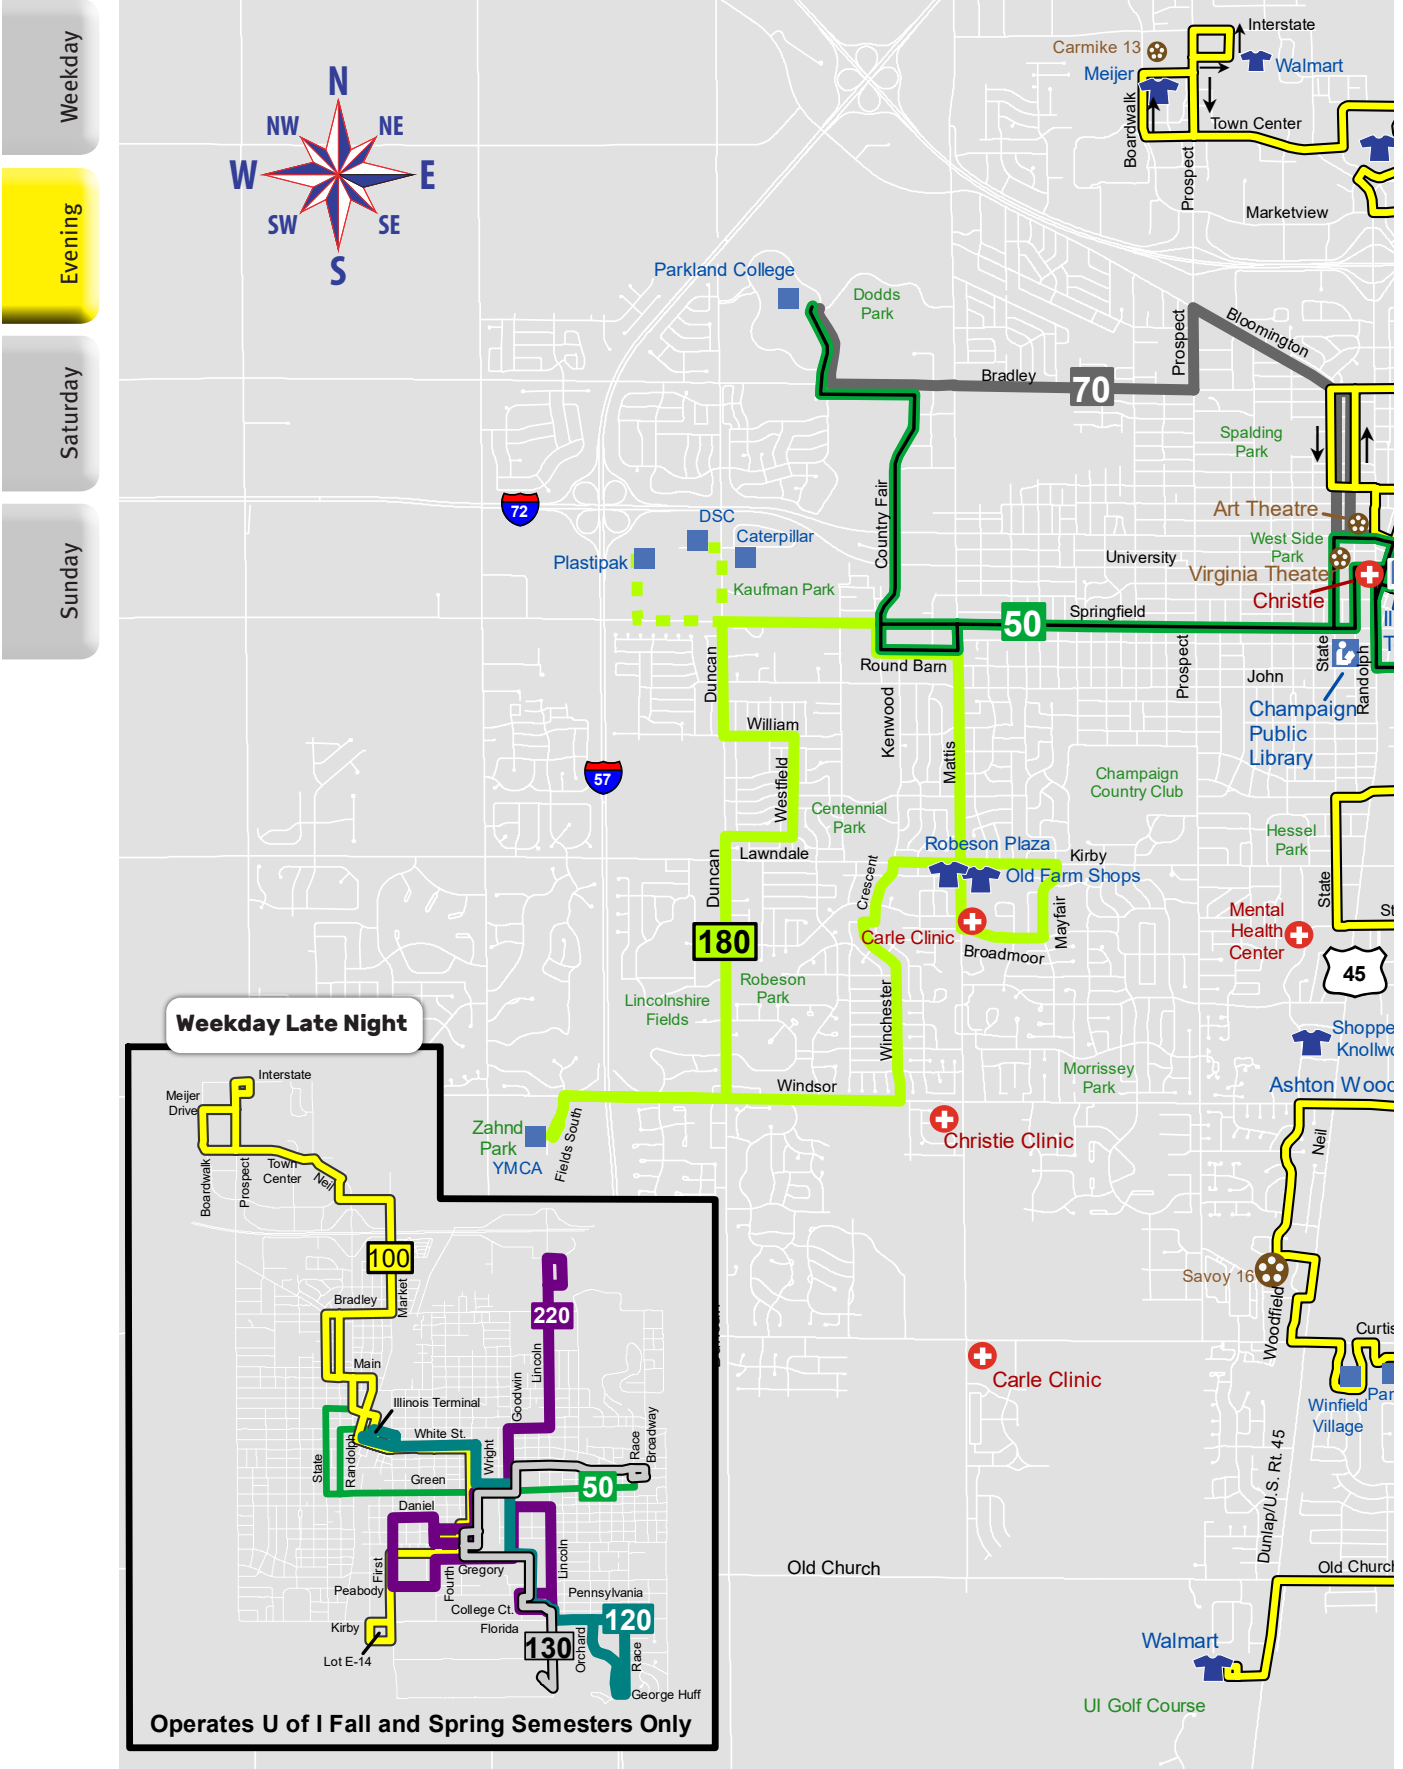 Weekday
Evening
Saturday
Sunday
N
NW
NE
W
E
SW
SE
S
Carmike 13
Interstate
Meijer
Walmart
Boardwalk
Town Center
Prospect
Marketview
Parkland College
Dodds
Park
Prospect
Bloomington
Bradley
70
Spalding
Park
72
DSC
Caterpillar
Plastipak
Kaufman Park
Country Fair
Art Theatre
West Side
Park
University
Virginia Theate
Christie
50
Springfield
Round Barn
Duncan
Prospect
State
Randolph
John
Champaign
Public
Library
William
Kenwood
Mattis
Westfield
57
Champaign
Country Club
Centennial
Park
Hessel
Park
Robeson Plaza
Kirby
Old Farm Shops
Lawndale
Duncan
Crescent
State
Mental
Health
Center
180
Carle Clinic
Mayfair
Broadmoor
45
Robeson
Park
Lincolnshire
Fields
Winchester
Morrissey
Park
Windsor
Zahnd
Park
YMCA
Fields South
Christie Clinic
Neil
Savoy 16
Woodfield
Winfield
Village
Carle Clinic
Dunlap/U.S. Rt. 45
Old Church
Walmart
UI Golf Course
Weekday Late Night
Interstate
Meijer
Drive
Boardwalk
Prospect
Town
Center
Neil
100
Market
Bradley
220
Main
Lincoln
Goodwin
Illinois Terminal
White St.
Wright
Race
Broadway
State
Randolph
Green
50
Daniel
First
Fourth
Gregory
Lincoln
Peabody
College Ct.
Pennsylvania
Kirby
Florida
120
130
Orchard
Race
Lot E-14
George Huff
Operates U of I Fall and Spring Semesters Only